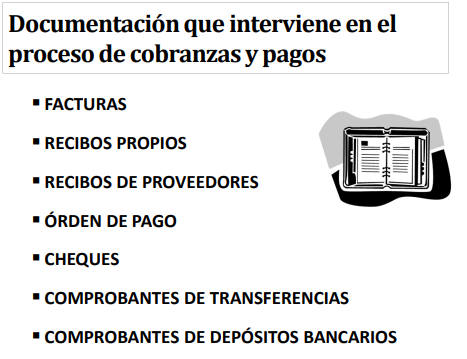 Documentación que interviene en el
proceso de cobranzas y pagos
▪ FACTURAS
▪ RECIBOS PROPIOS
▪ RECIBOS DE PROVEEDORES
▪ ÓRDEN DE PAGO
▪ CHEQUES
▪ COMPROBANTES DE TRANSFERENCIAS
▪ COMPROBANTES DE DEPÓSITOS BANCARIOS